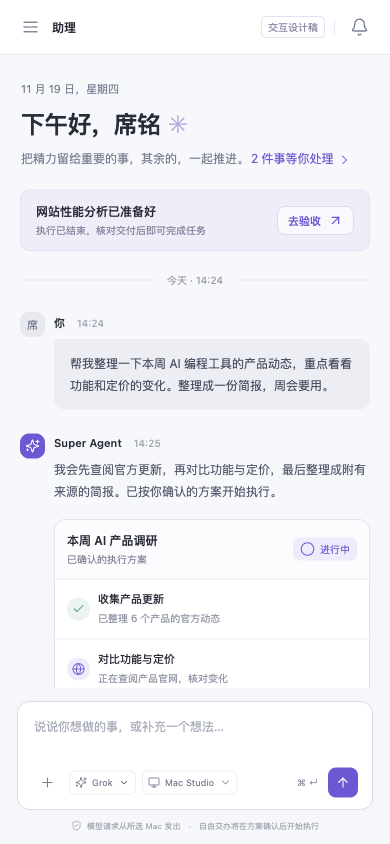 助理
交互设计稿
11 月 19 日，星期四
下午好，席铭
把精力留给重要的事，其余的，一起推进。2 件事等你处理
网站性能分析已准备好
执行已结束，核对交付后即可完成任务
去验收
今天 · 14:24
席
你 14:24
帮我整理一下本周 AI 编程工具的产品动态，重点看看
功能和定价的变化。整理成一份简报，周会要用。
Super Agent 14:25
我会先查阅官方更新，再对比功能与定价，最后整理成附有
来源的简报。已按你确认的方案开始执行。
本周 AI 产品调研
已确认的执行方案
进行中
收集产品更新
已整理 6 个产品的官方动态
对比功能与定价
正在查阅产品官网，核对变化
说说你想做的事，或补充一个想法...
Grok
Mac Studio
⌘ ↵
模型请求从所选 Mac 发出 · 自由交办将在方案确认后开始执行